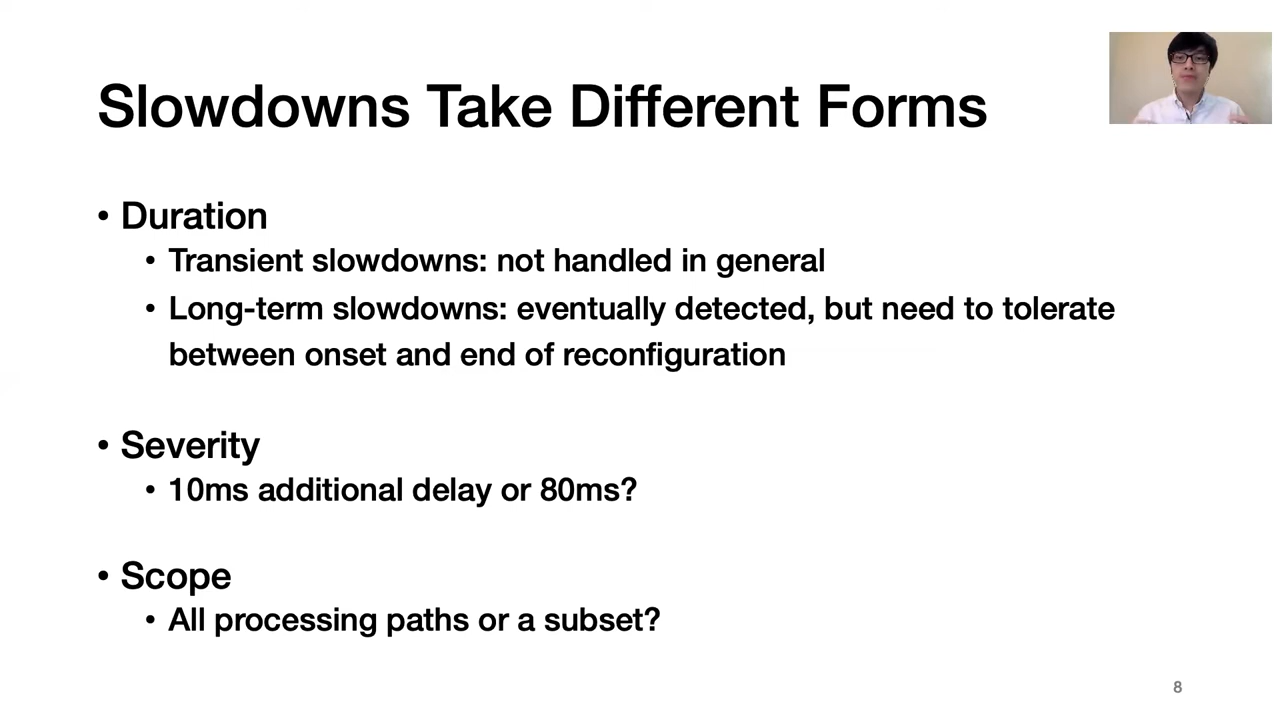 Slowdowns Take Different Forms
• Duration
• Transient slowdowns: not handled in general
• Long-term slowdowns: eventually detected, but need to tolerate
between onset and end of reconfiguration
• Severity
• 10ms additional delay or 80ms?
• Scope
• All processing paths or a subset?
8